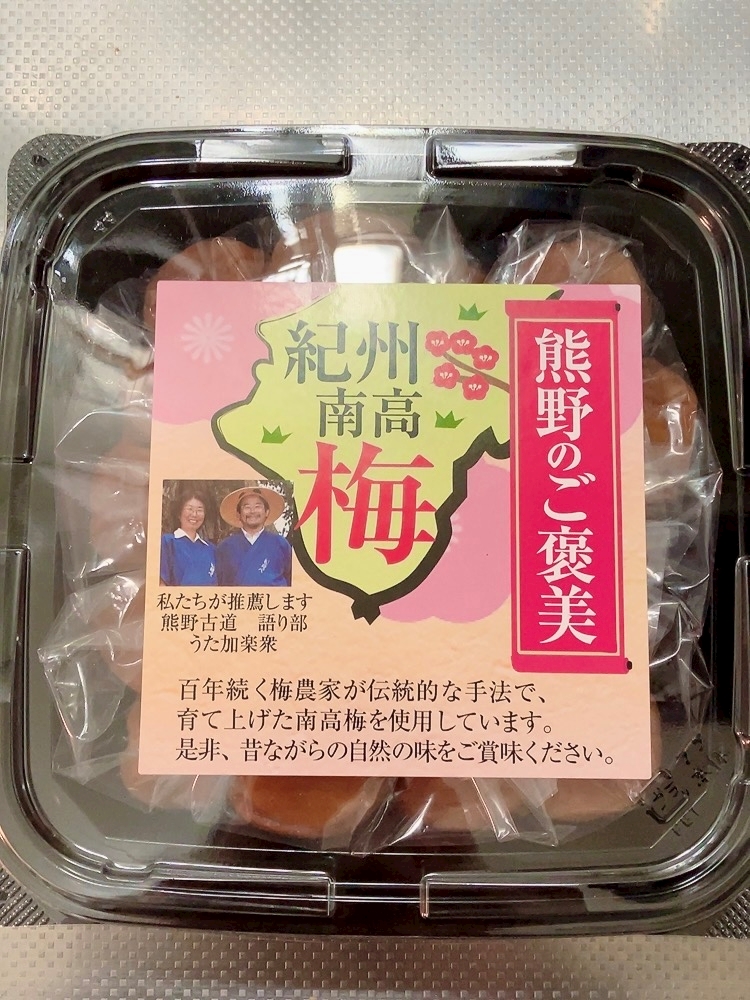 熊野のご褒美
紀州
南高
梅
私たちが推薦します
熊野古道 語り部
うた加楽衆
百年続く梅農家が伝統的な手法で、
育て上げた南高梅を使用しています。
是非、昔ながらの自然の味をご賞味ください。